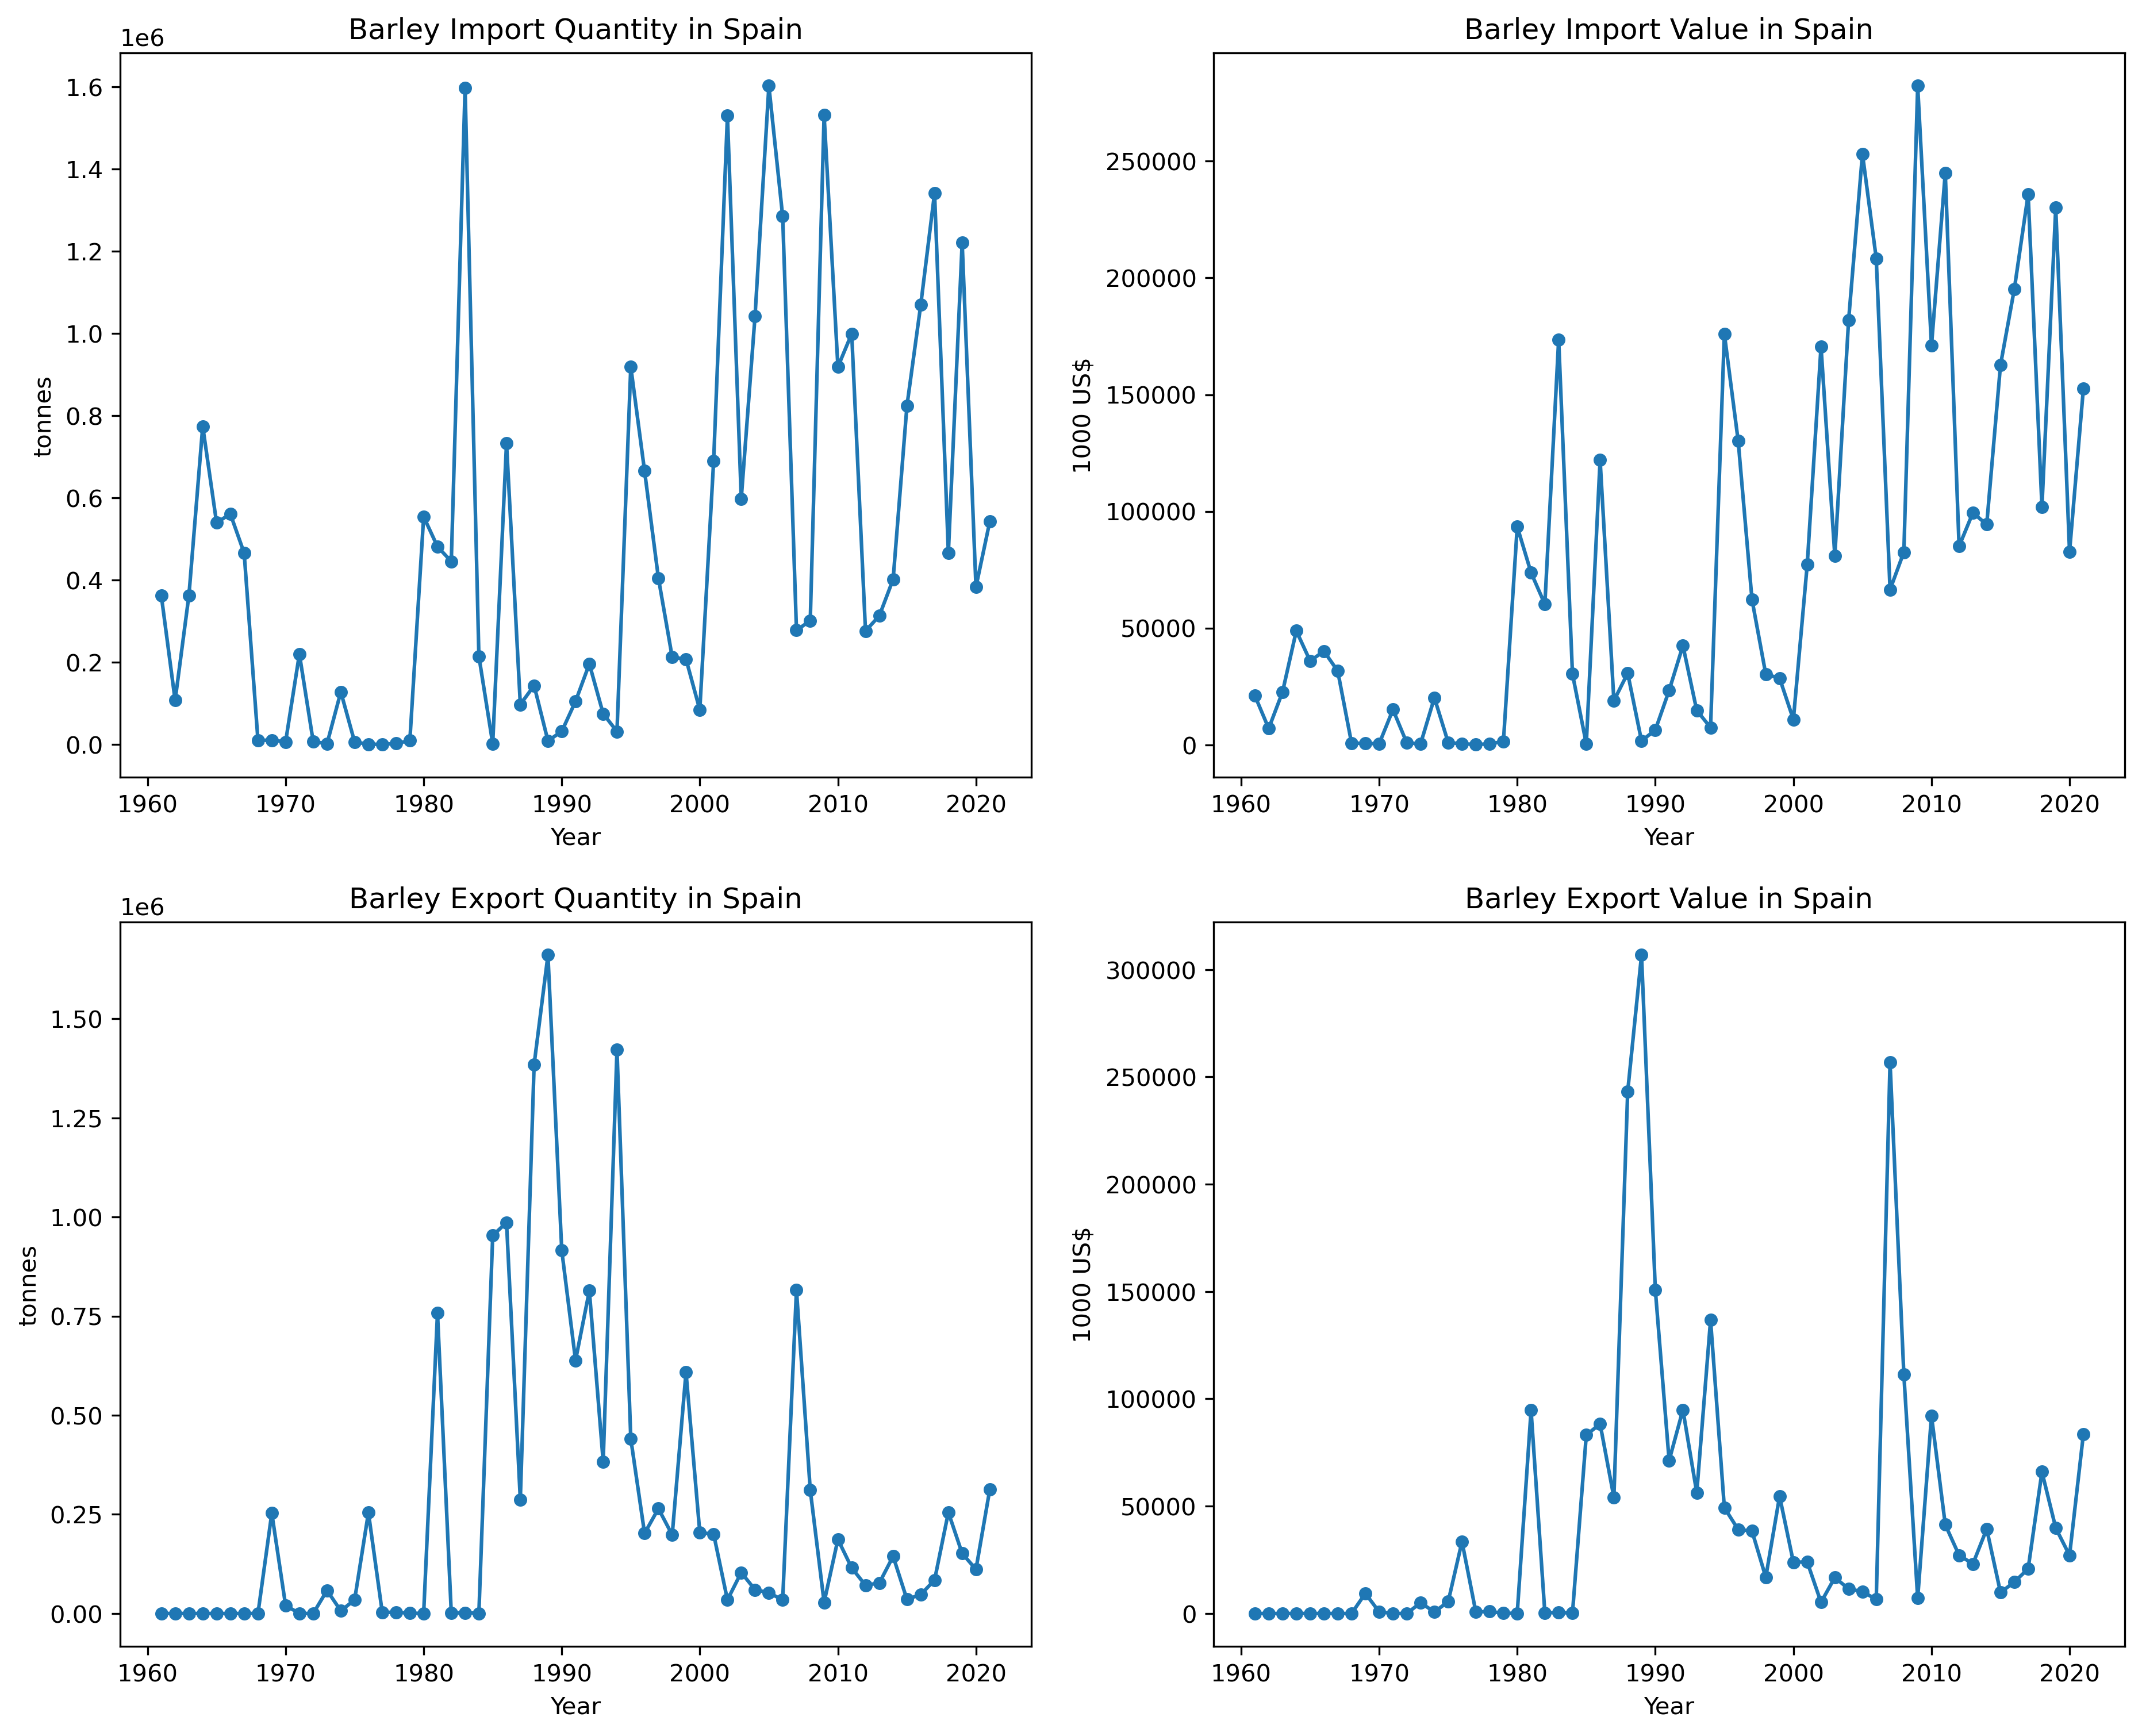 Barley Import Quantity in Spain
1e6
1.6
1.4
1.2
1.0
0.8
0.6
0.4
0.2
0.0
tonnes
1960 1970 1980 1990 2000 2010 2020
Year
Barley Import Value in Spain
250000
200000
150000
100000
50000
0
1000 US$
1960 1970 1980 1990 2000 2010 2020
Year
Barley Export Quantity in Spain
1e6
1.50
1.25
1.00
0.75
0.50
0.25
0.00
tonnes
1960 1970 1980 1990 2000 2010 2020
Year
Barley Export Value in Spain
300000
250000
200000
150000
100000
50000
0
1000 US$
1960 1970 1980 1990 2000 2010 2020
Year